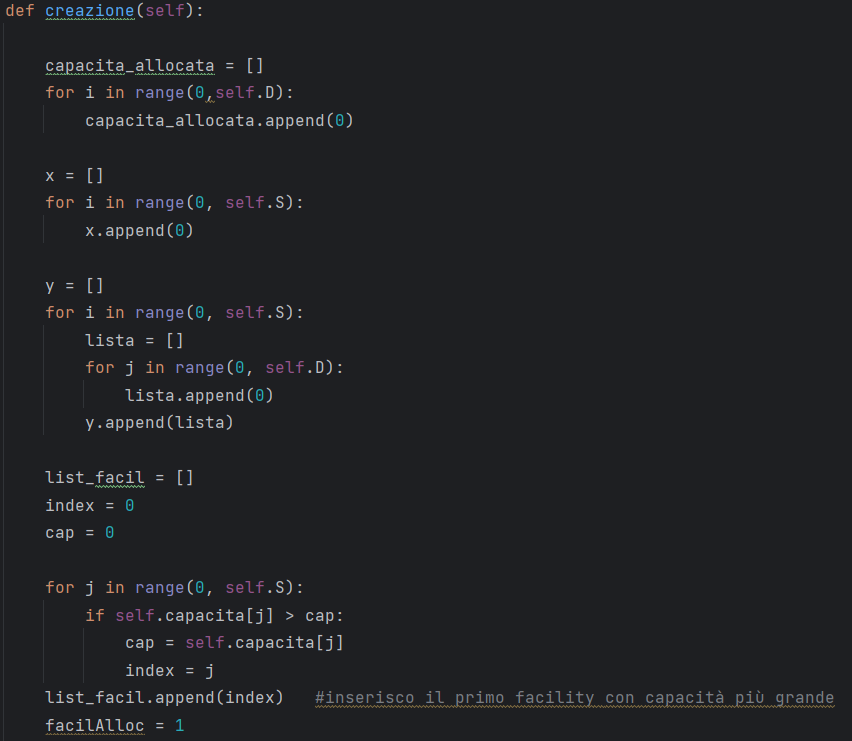 def creazione(self):
    capacita_allocata = []
    for i in range(0,self.D):
        capacita_allocata.append(0)
    x = []
    for i in range(0, self.S):
        x.append(0)
    y = []
    for i in range(0, self.S):
        lista = []
        for j in range(0, self.D):
            lista.append(0)
        y.append(lista)
    list_facil = []
    index = 0
    cap = 0
    for j in range(0, self.S):
        if self.capacita[j] > cap:
            cap = self.capacita[j]
            index = j
    list_facil.append(index)   #inserisco il primo facility con capacità più grande
    facilAlloc = 1